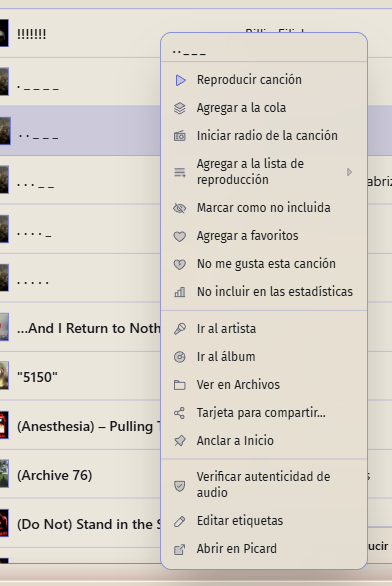 !!!!!!!
. . _ _ _
. _ _ _ _
Reproducir canción
Agregar a la cola
. . _ _ _
Iniciar radio de la canción
Agregar a la lista de
reproducción
. . . _ _
Marcar como no incluida
. . . . _
Agregar a favoritos
No me gusta esta canción
. . . . .
No incluir en las estadísticas
...And I Return to Noth
Ir al artista
Ir al álbum
"5150"
Ver en Archivos
Tarjeta para compartir...
(Anesthesia) – Pulling
Anclar a Inicio
(Archive 76)
Verificar autenticidad de
audio
(Do Not) Stand in the S
Editar etiquetas
Abrir en Picard